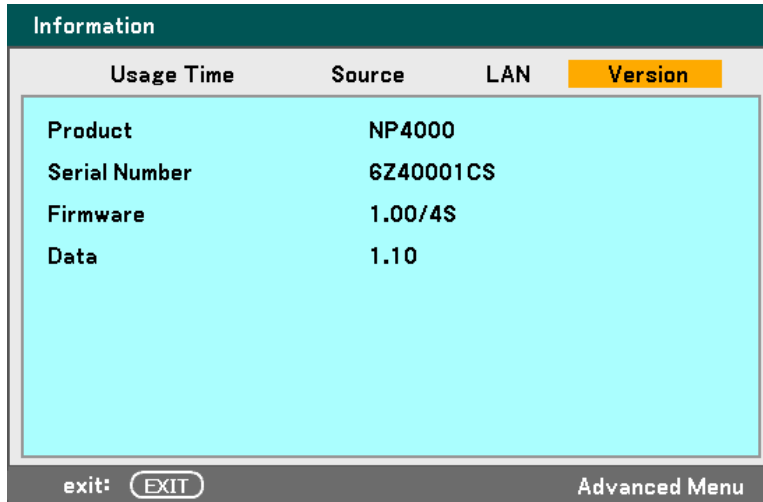 Information
Usage Time Source LAN Version
Product NP4000
Serial Number 6Z40001CS
Firmware 1.00/4S
Data 1.10
exit: EXIT Advanced Menu